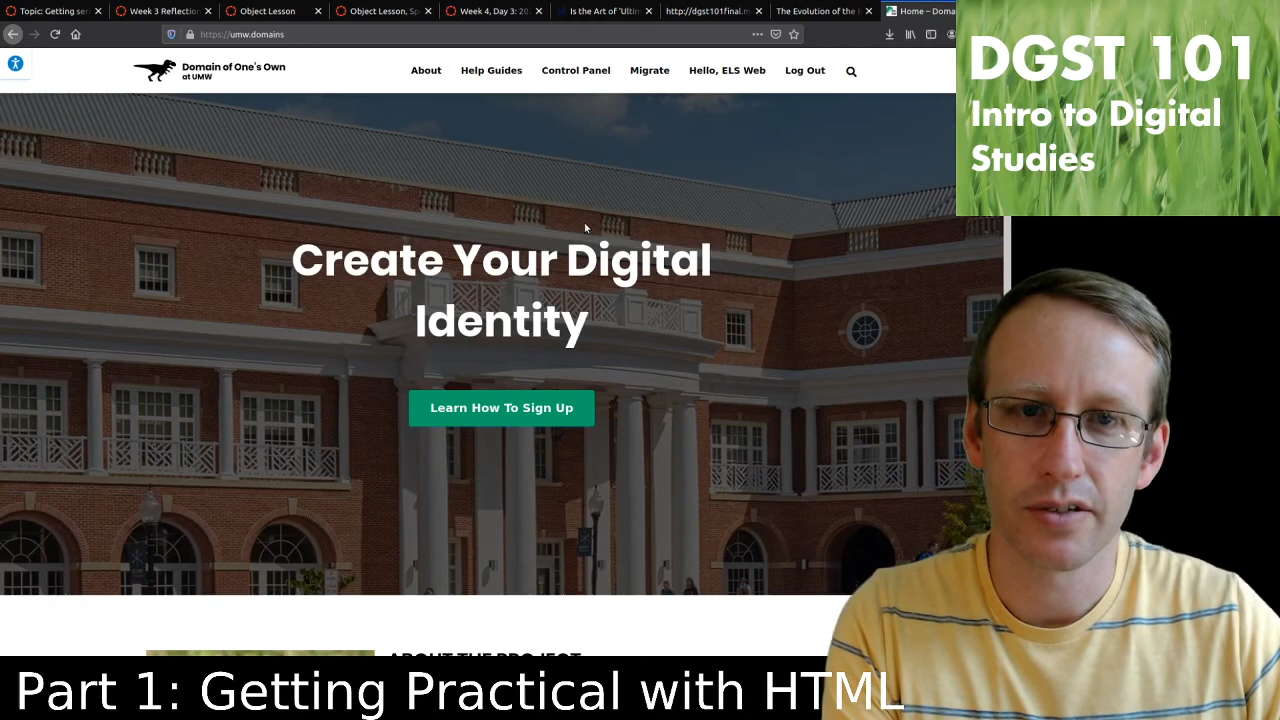 Topic: Getting ser
Week 3 Reflection
Object Lesson
Object Lesson, Sp
Week 4, Day 3: 20
Is the Art of 'Ultim
http://dgst101final.m
The Evolution of the
Home – Doma
https://umw.domains
DGST 101
Intro to Digital
Studies
Domain of One's Own
at UMW
About
Help Guides
Control Panel
Migrate
Hello, ELS Web
Log Out
Create Your Digital
Identity
Learn How To Sign Up
ABOUT THE PROJECT
Part 1: Getting Practical with HTML